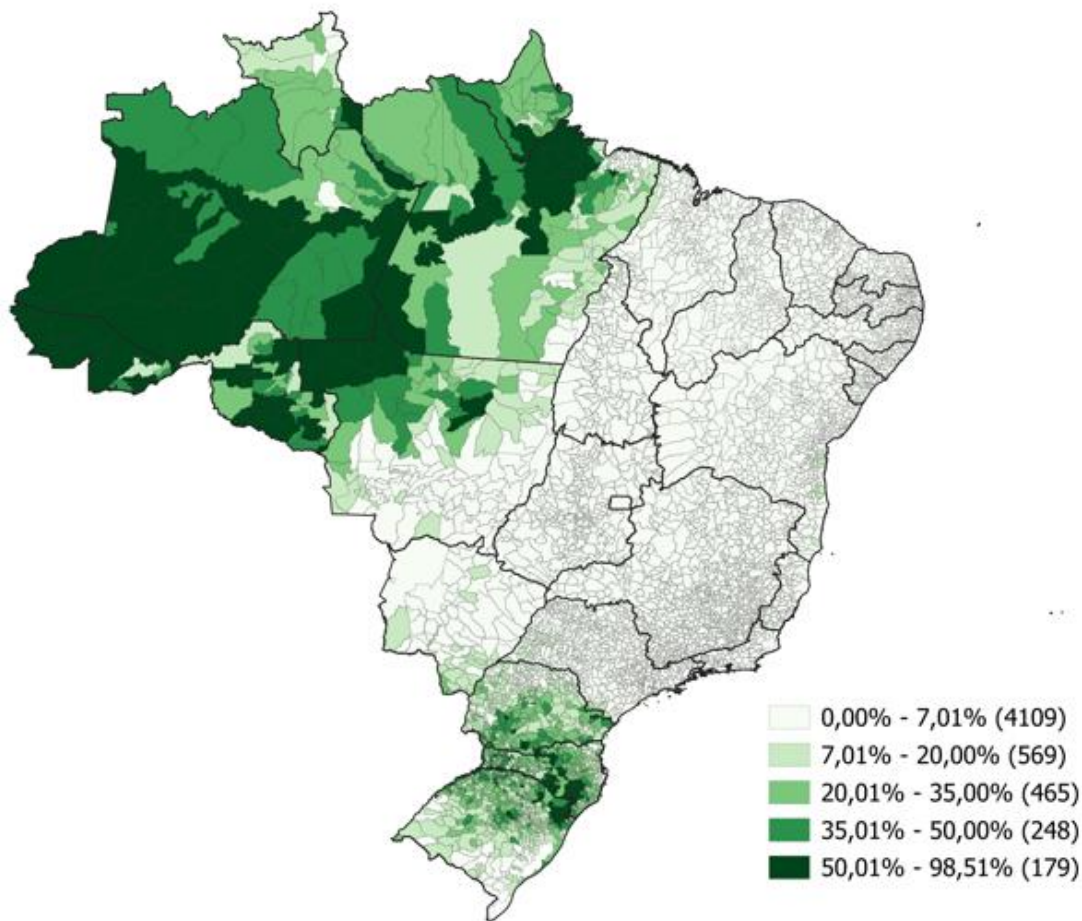 0,00% - 7,01% (4109)
7,01% - 20,00% (569)
20,01% - 35,00% (465)
35,01% - 50,00% (248)
50,01% - 98,51% (179)